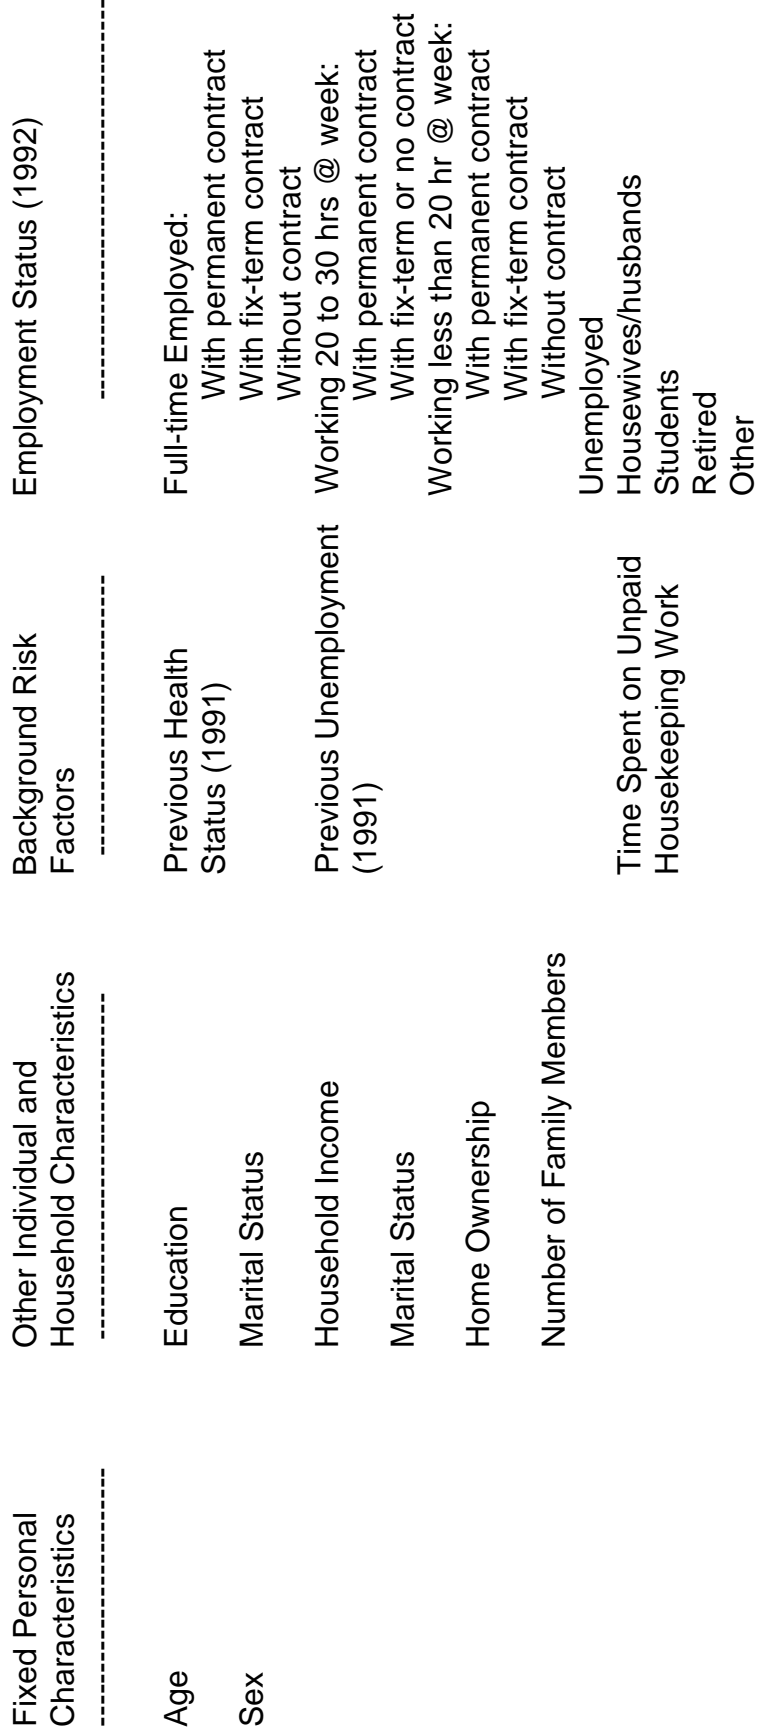 Fixed Personal
Characteristics
----------------------------
Age
Sex
Other Individual and
Household Characteristics
--------------------------------------
Education
Marital Status
Household Income
Marital Status
Home Ownership
Number of Family Members
Background Risk
Factors
------------------------------
Previous Health
Status (1991)
Previous Unemployment
(1991)
Time Spent on Unpaid
Housekeeping Work
Employment Status (1992)
-------------------------------------------
Full-time Employed:
With permanent contract
With fix-term contract
Without contract
Working 20 to 30 hrs @ week:
With permanent contract
With fix-term or no contract
Working less than 20 hr @ week:
With permanent contract
With fix-term contract
Without contract
Unemployed
Housewives/husbands
Students
Retired
Other